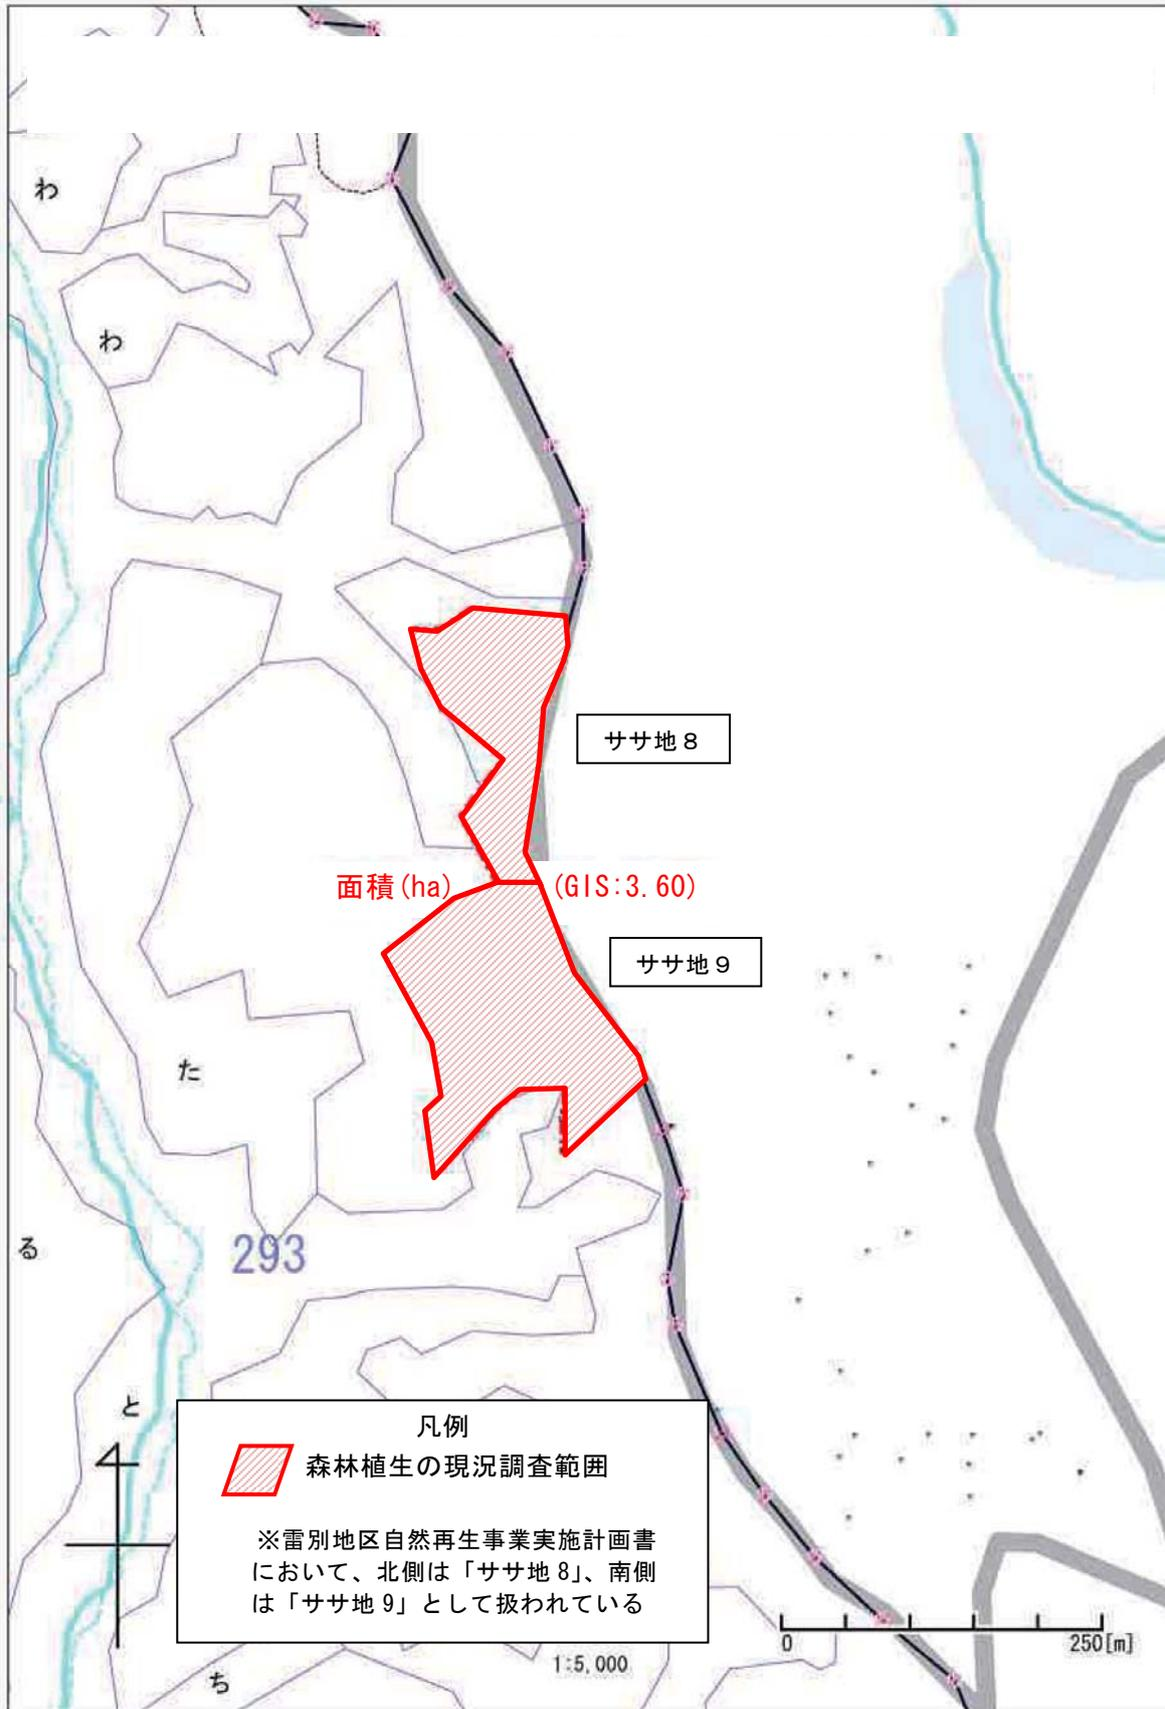 わ
わ
ササ地８
面積(ha) (GIS:3.60)
ササ地９
た
る
293
と
凡例
森林植生の現況調査範囲
※雷別地区自然再生事業実施計画書
において、北側は「ササ地 8」、南側
は「ササ地 9」として扱われている
0 250[m]
1:5,000
ち